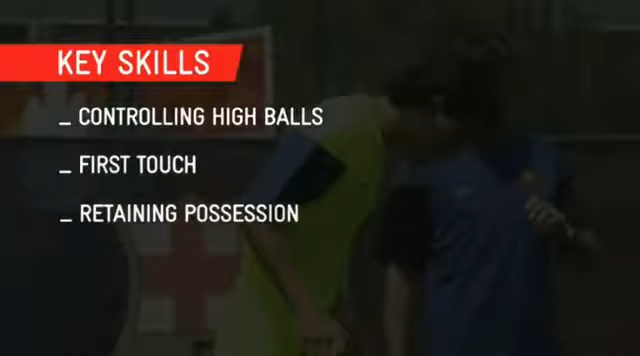 KEY SKILLS
_ CONTROLLING HIGH BALLS
_ FIRST TOUCH
_ RETAINING POSSESSION